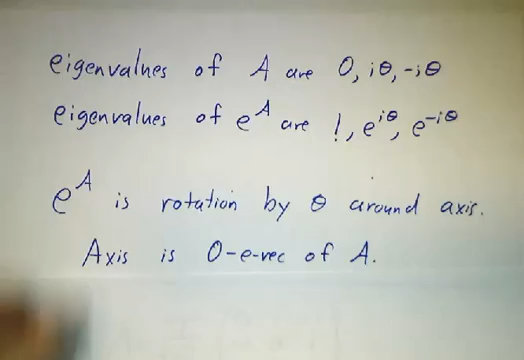 eigenvalues of A are 0, iθ, -iθ
eigenvalues of e^A are 1, e^iθ, e^-iθ
e^A is rotation by θ around axis.
Axis is 0-e-vec of A.